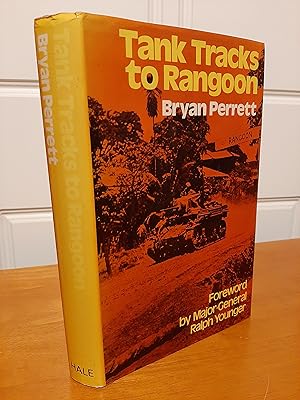 Tank Tracks
to Rangoon
Bryan Perrett
RANGOON
Foreword
by Major-General
Ralph Younger
Bryan Perrett
Tank Tracks to Rangoon
HALE